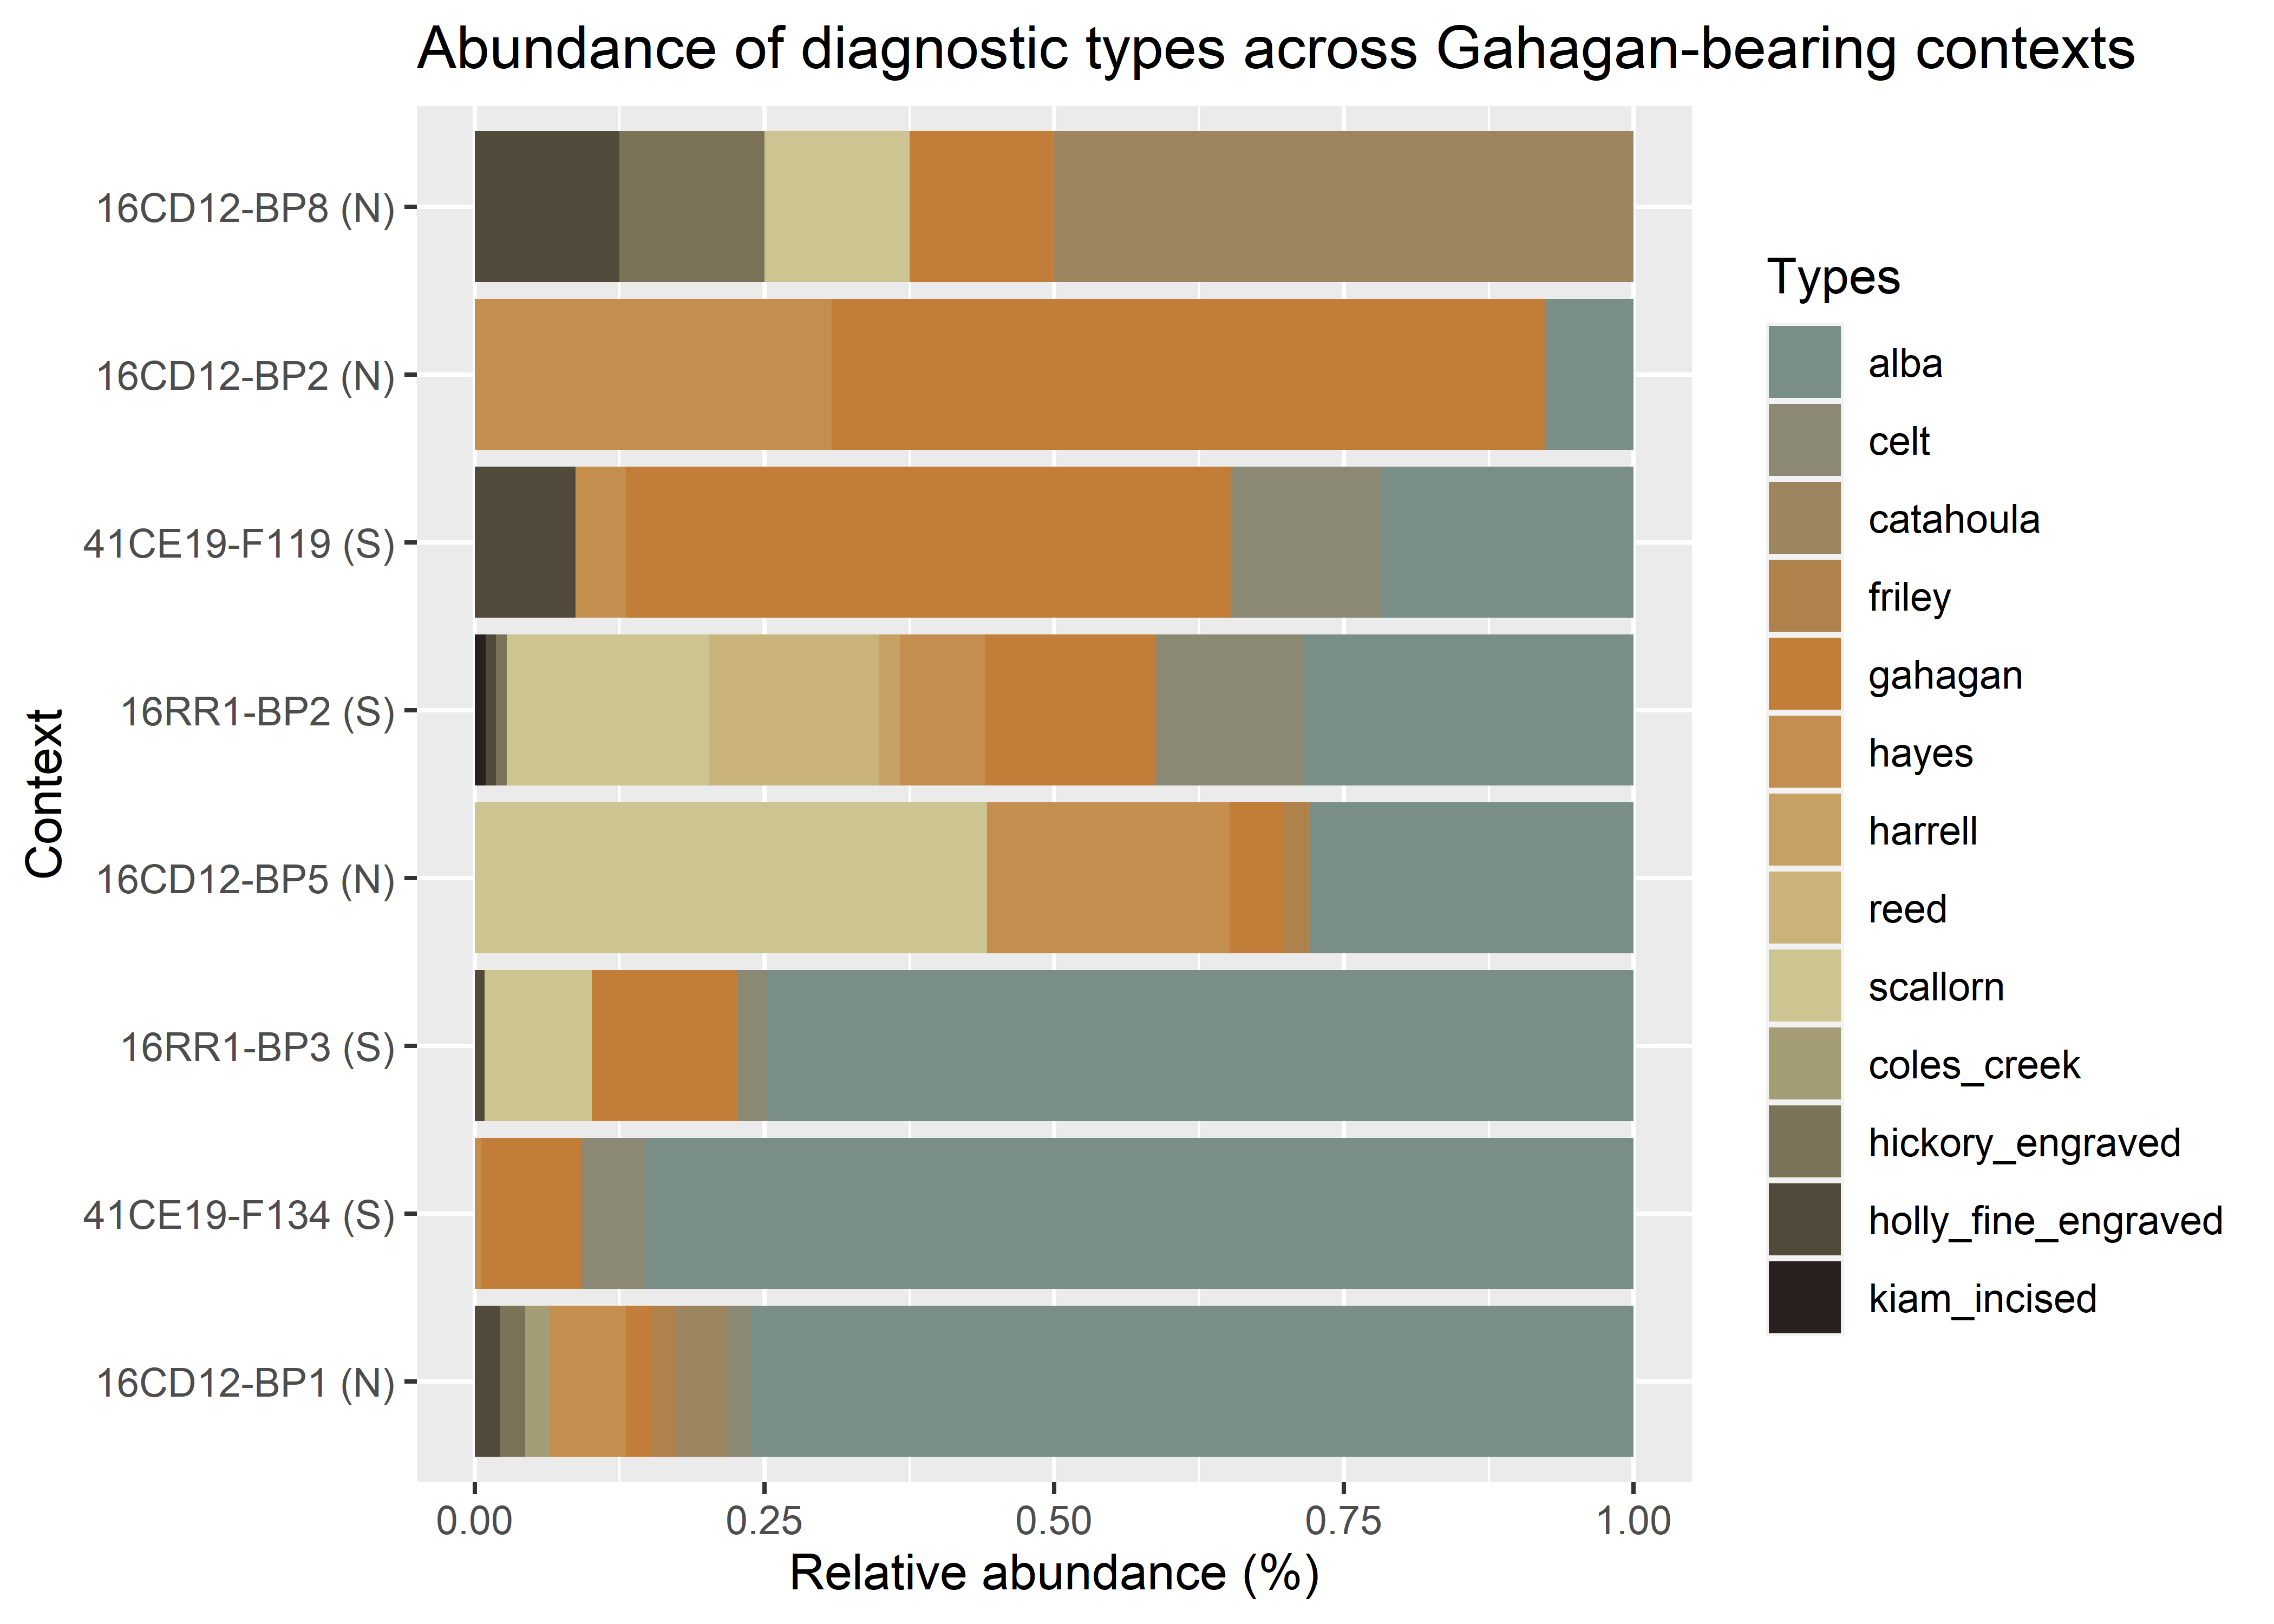 Abundance of diagnostic types across Gahagan-bearing contexts
Context
16CD12-BP8 (N)
16CD12-BP2 (N)
41CE19-F119 (S)
16RR1-BP2 (S)
16CD12-BP5 (N)
16RR1-BP3 (S)
41CE19-F134 (S)
16CD12-BP1 (N)
0.00 0.25 0.50 0.75 1.00
Relative abundance (%)
Types
alba
celt
catahoula
friley
gahagan
hayes
harrell
reed
scallorn
coles_creek
hickory_engraved
holly_fine_engraved
kiam_incised